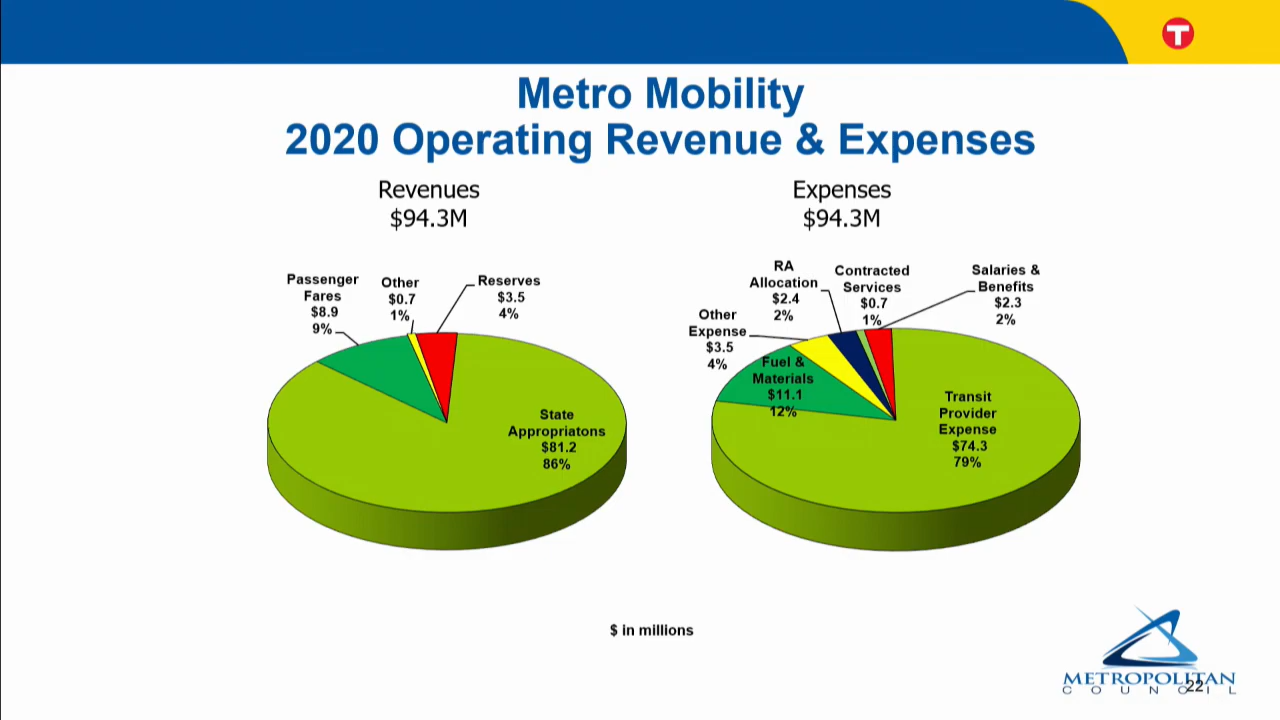 T
Metro Mobility
2020 Operating Revenue & Expenses
Revenues
$94.3M
Passenger
Fares
$8.9
9%
Other
$0.7
1%
Reserves
$3.5
4%
State
Appropriatons
$81.2
86%
Expenses
$94.3M
Other
Expense
$3.5
4%
RA
Allocation
$2.4
2%
Contracted
Services
$0.7
1%
Salaries &
Benefits
$2.3
2%
Fuel &
Materials
$11.1
12%
Transit
Provider
Expense
$74.3
79%
$ in millions
METROPOLITAN
COUNCIL
22